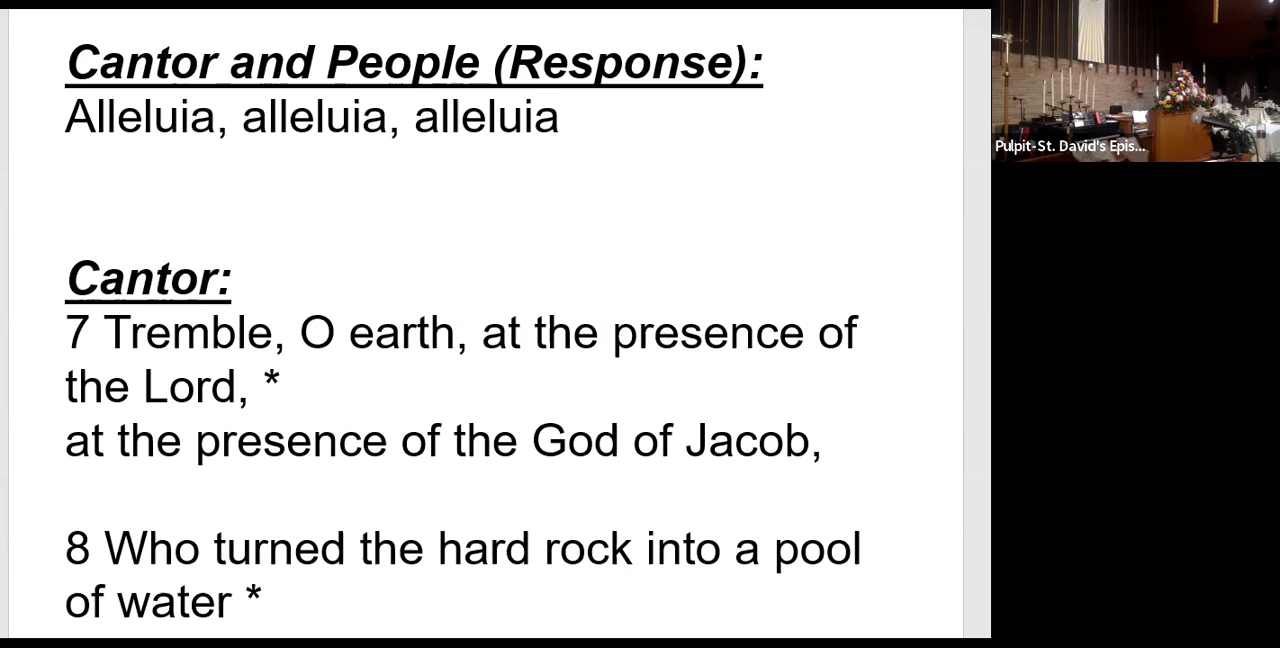 Cantor and People (Response):
Alleluia, alleluia, alleluia
Cantor:
7 Tremble, O earth, at the presence of
the Lord, *
at the presence of the God of Jacob,
8 Who turned the hard rock into a pool
of water *
Pulpit-St. David's Epis...